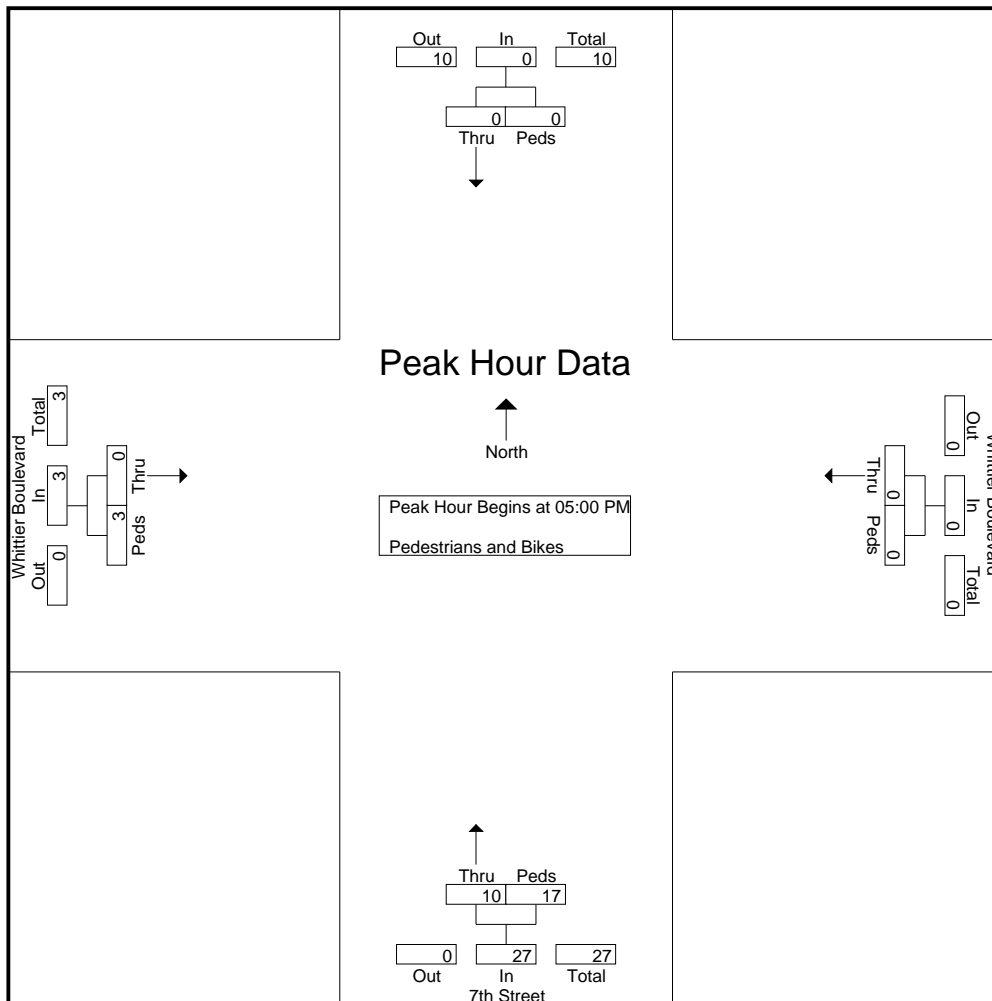 Out In Total
10 0 10
0 0
Thru Peds
Peak Hour Data
North
Peak Hour Begins at 05:00 PM
Pedestrians and Bikes
Whittier Boulevard
Out In Total
0 3 3
Peds Thru
3 0
Whittier Boulevard
Out In Total
0 0 0
Thru Peds
0 0
Thru Peds
10 17
0 27 27
Out In Total
7th Street